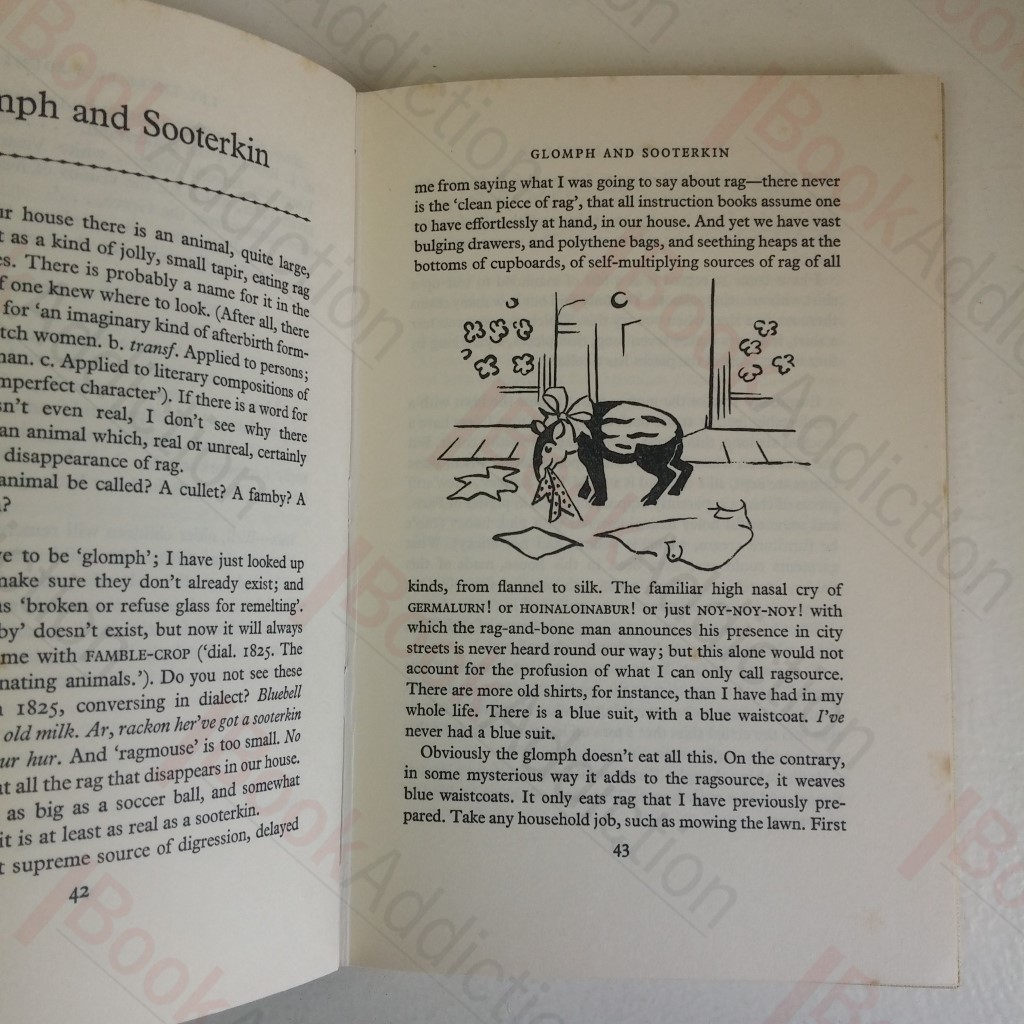 mph and Sooterkin
ur house there is an animal, quite large,
t as a kind of jolly, small tapir, eating rag
es. There is probably a name for it in the
f one knew where to look. (After all, there
for ‘an imaginary kind of afterbirth form-
tch women. b. transf. Applied to persons;
man. c. Applied to literary compositions of
mperfect character’). If there is a word for
sn’t even real, I don’t see why there
an animal which, real or unreal, certainly
disappearance of rag.
animal be called? A cullet? A famby? A
?
ve to be ‘glomph’; I have just looked up
make sure they don’t already exist; and
as ‘broken or refuse glass for remelting’.
by’ doesn’t exist, but now it will always
me with FAMBLE-CROP (‘dial. 1825. The
nating animals.’). Do you not see these
1825, conversing in dialect? Bluebell
old milk. Ar, rackon her’ve got a sooterkin
ur hur. And ‘ragmouse’ is too small. No
at all the rag that disappears in our house.
as big as a soccer ball, and somewhat
it is at least as real as a sooterkin.
t supreme source of digression, delayed
42
GLOMPH AND SOOTERKIN
me from saying what I was going to say about rag—there never
is the ‘clean piece of rag’, that all instruction books assume one
to have effortlessly at hand, in our house. And yet we have vast
bulging drawers, and polythene bags, and seething heaps at the
bottoms of cupboards, of self-multiplying sources of rag of all
kinds, from flannel to silk. The familiar high nasal cry of
GERMALURN! or HOINALOINABUR! or just NOY-NOY-NOY! with
which the rag-and-bone man announces his presence in city
streets is never heard round our way; but this alone would not
account for the profusion of what I can only call ragsource.
There are more old shirts, for instance, than I have had in my
whole life. There is a blue suit, with a blue waistcoat. I’ve
never had a blue suit.
Obviously the glomph doesn’t eat all this. On the contrary,
in some mysterious way it adds to the ragsource, it weaves
blue waistcoats. It only eats rag that I have previously pre-
pared. Take any household job, such as mowing the lawn. First
43
BookAddiction